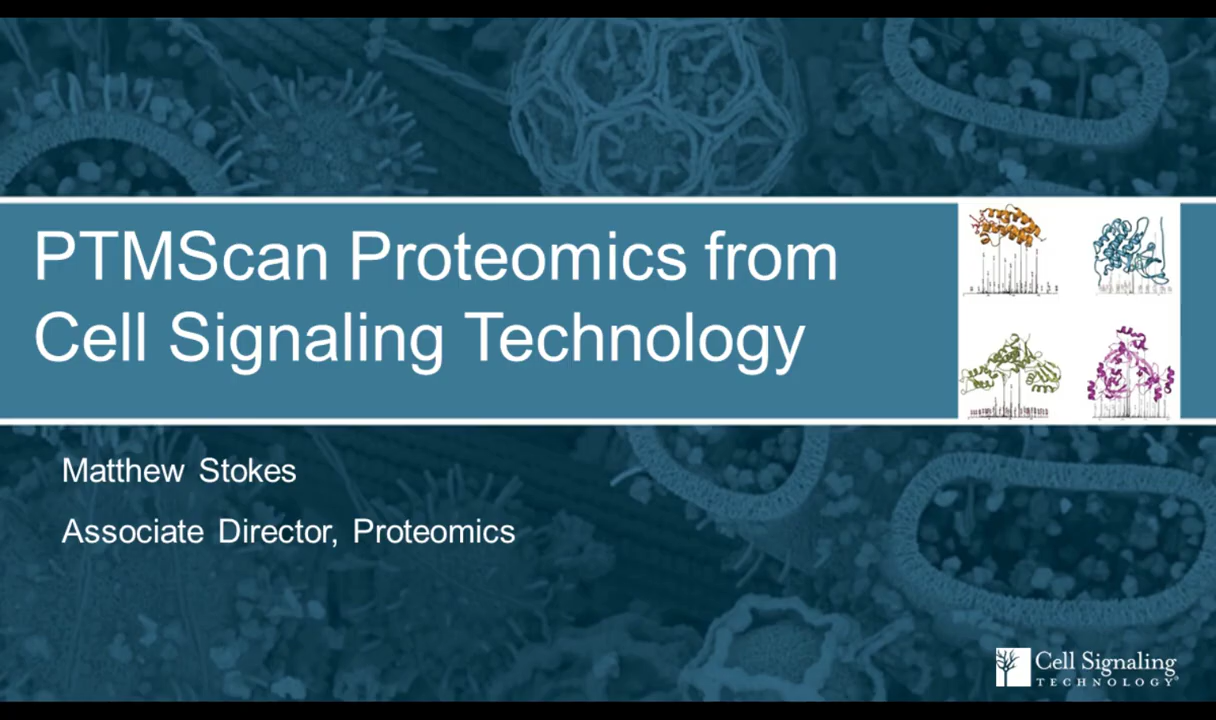 PTMScan Proteomics from
Cell Signaling Technology
Matthew Stokes
Associate Director, Proteomics
Cell Signaling
TECHNOLOGY®